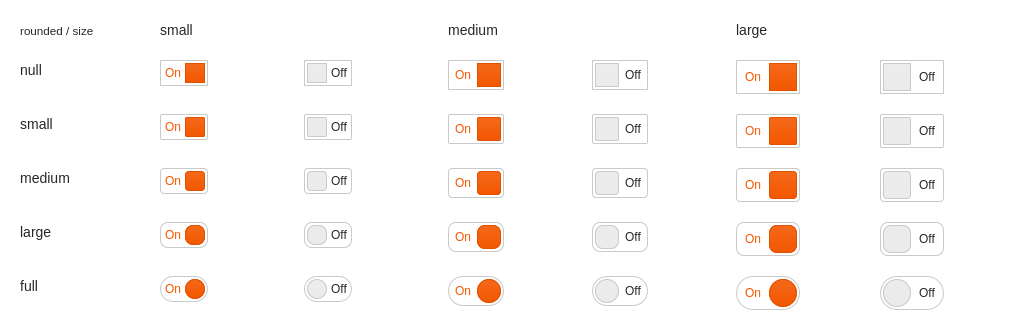 rounded / size small medium large
null On Off On Off On Off
small On Off On Off On Off
medium On Off On Off On Off
large On Off On Off On Off
full On Off On Off On Off